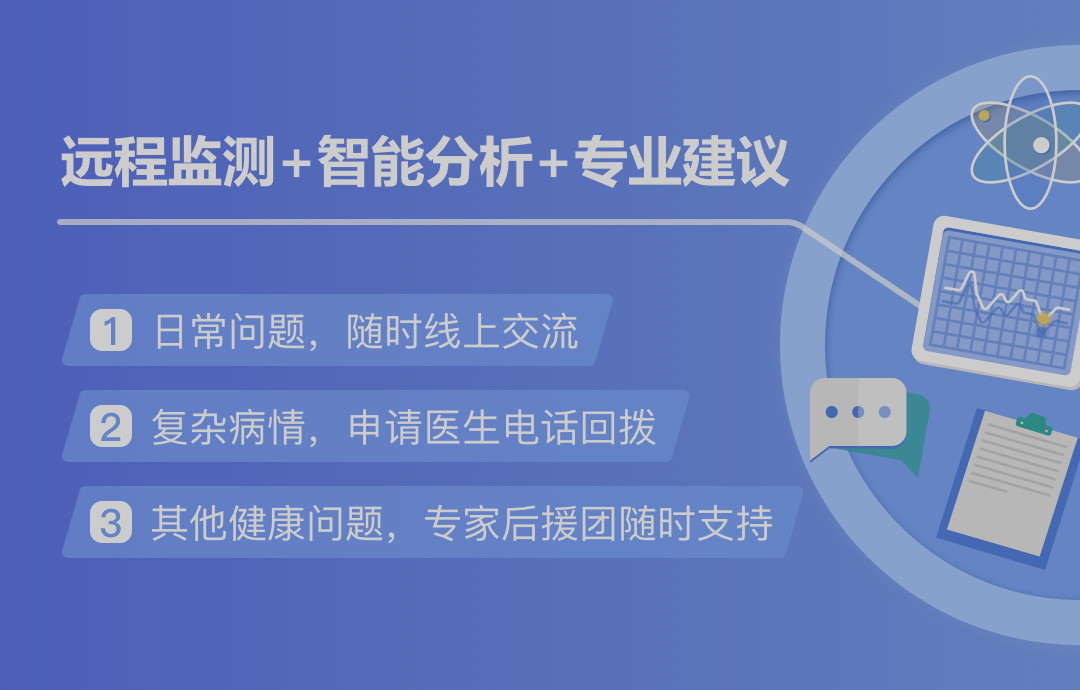 远程监测+智能分析+专业建议
1 日常问题，随时线上交流
2 复杂病情，申请医生电话回拨
3 其他健康问题，专家后援团随时支持